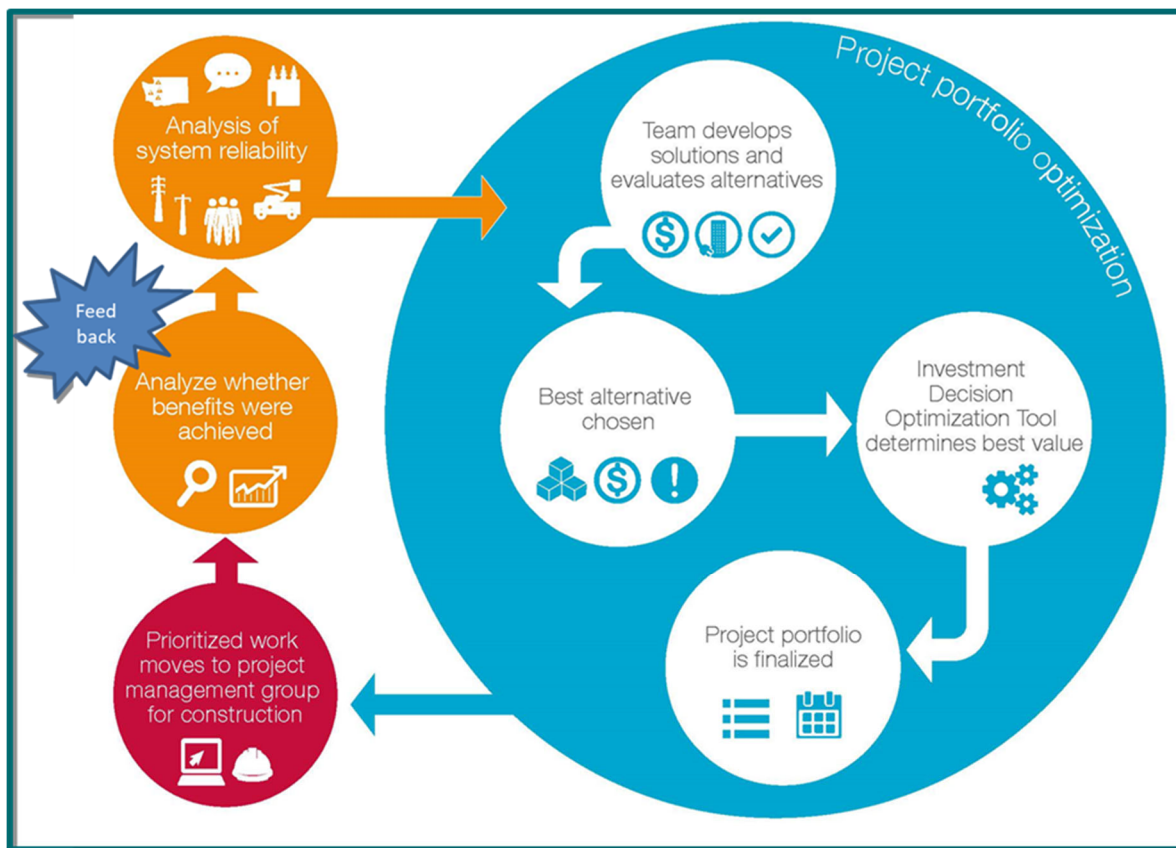 Project portfolio optimization
Analysis of
system reliability
Team develops
solutions and
evaluates alternatives
Best alternative
chosen
Investment
Decision
Optimization Tool
determines best value
Project portfolio
is finalized
Prioritized work
moves to project
management group
for construction
Analyze whether
benefits were
achieved
Feed
back